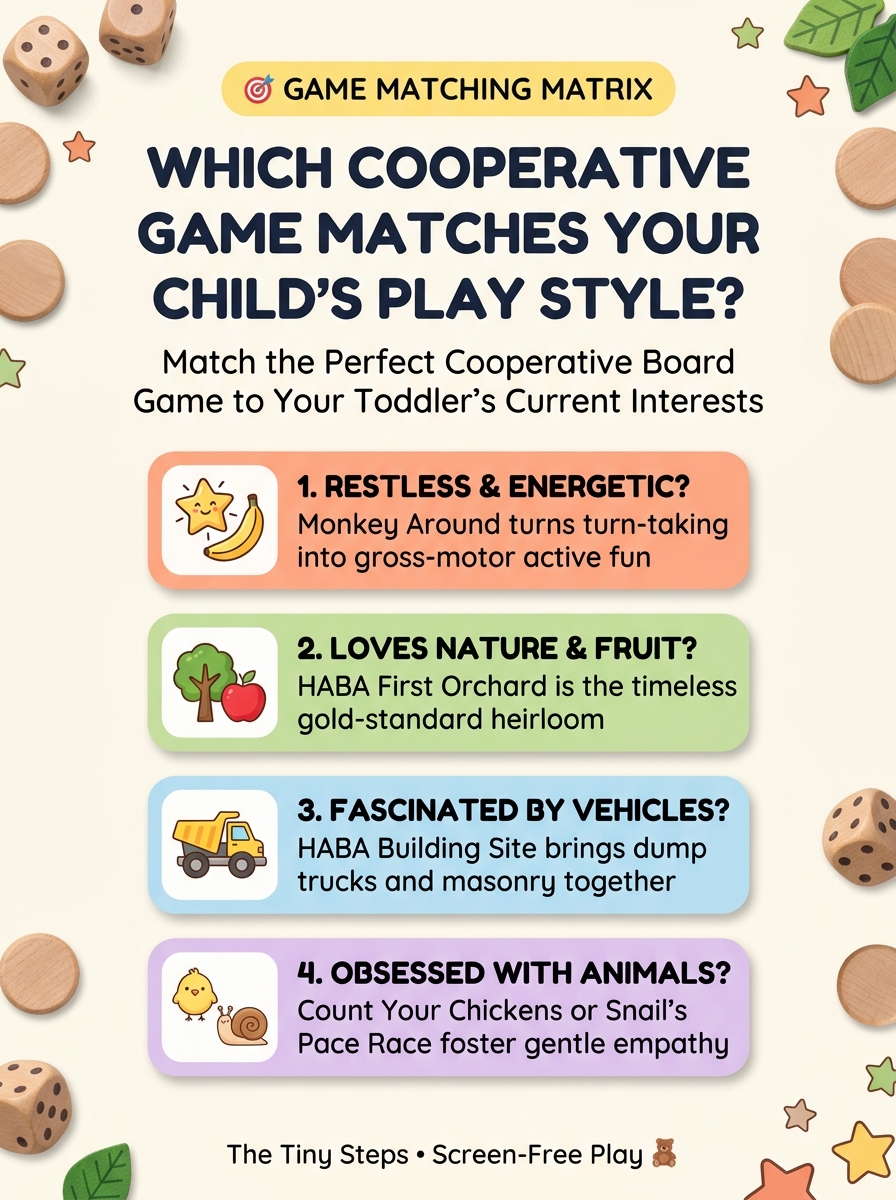 🎯 GAME MATCHING MATRIX
WHICH COOPERATIVE
GAME MATCHES YOUR
CHILD’S PLAY STYLE?
Match the Perfect Cooperative Board
Game to Your Toddler’s Current Interests
1. RESTLESS & ENERGETIC?
Monkey Around turns turn-taking
into gross-motor active fun
2. LOVES NATURE & FRUIT?
HABA First Orchard is the timeless
gold-standard heirloom
3. FASCINATED BY VEHICLES?
HABA Building Site brings dump
trucks and masonry together
4. OBSESSED WITH ANIMALS?
Count Your Chickens or Snail’s
Pace Race foster gentle empathy
The Tiny Steps • Screen-Free Play 🧸